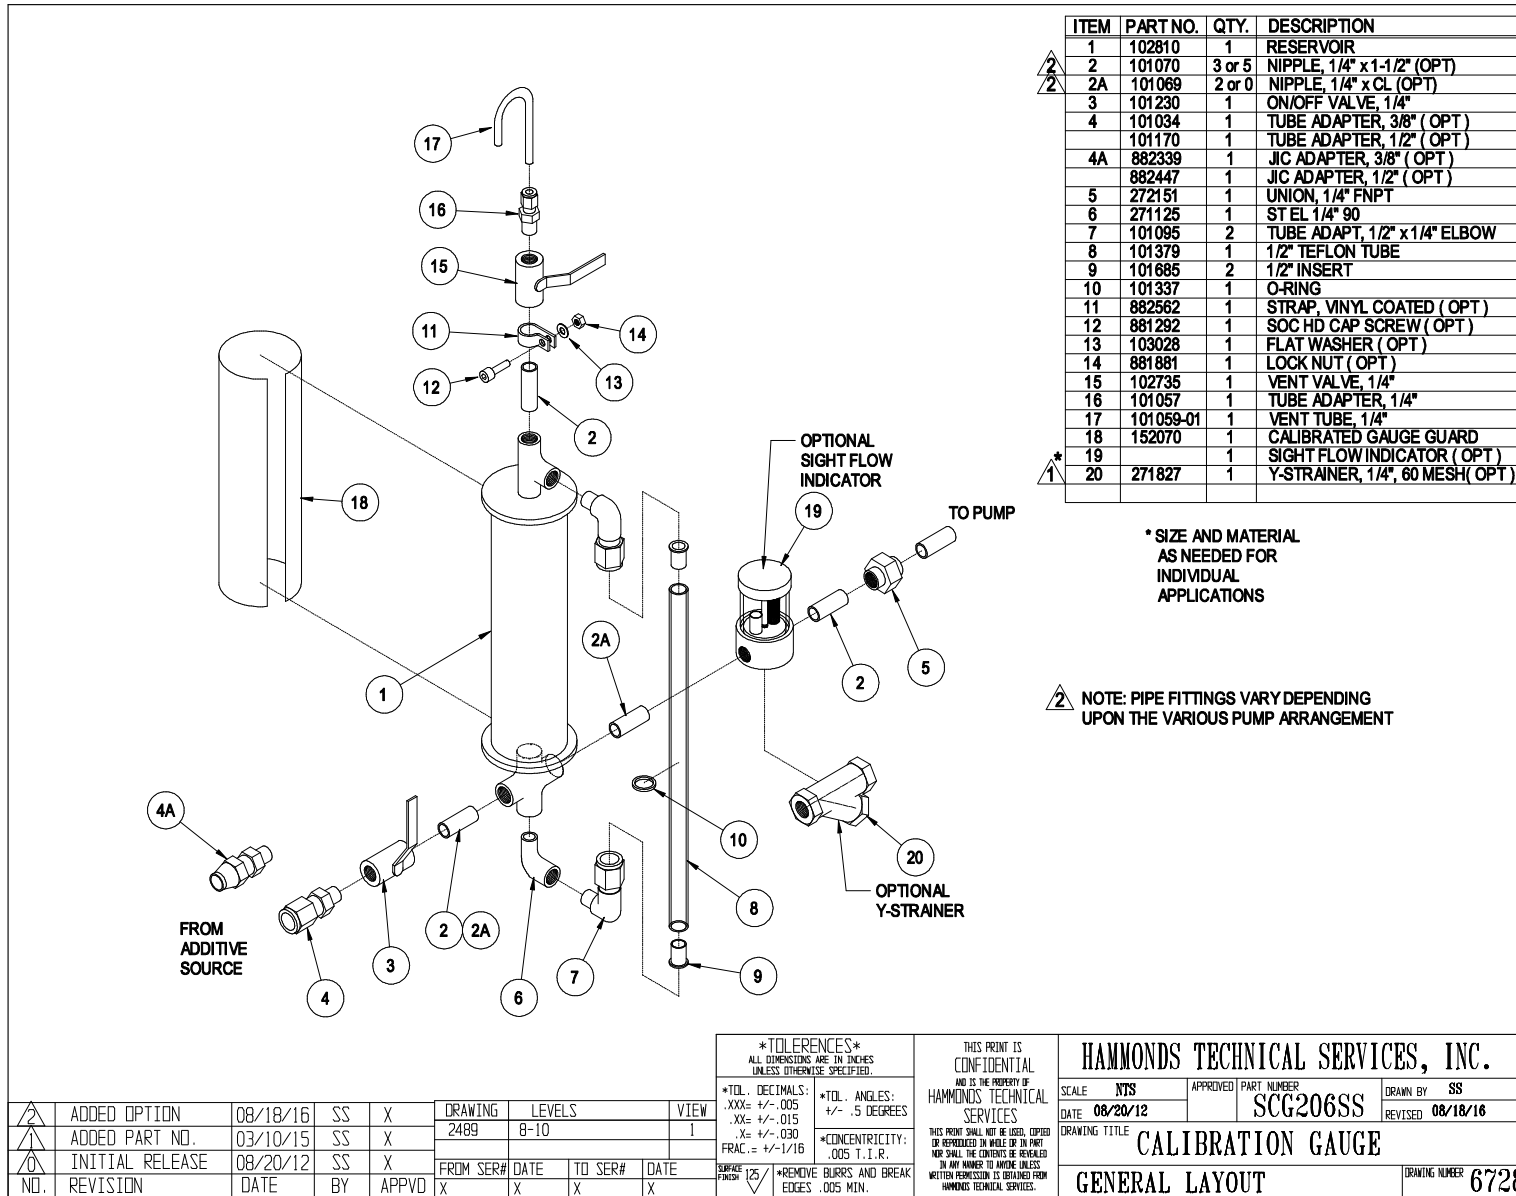 ITEM PART NO. QTY. DESCRIPTION
1 102810 1 RESERVOIR
2 2 101070 3 or 5 NIPPLE, 1/4" x 1-1/2" (OPT)
2 2A 101069 2 or 0 NIPPLE, 1/4" x CL (OPT)
3 101230 1 ON/OFF VALVE, 1/4"
4 101034 1 TUBE ADAPTER, 3/8" ( OPT )
101170 1 TUBE ADAPTER, 1/2" ( OPT )
4A 882339 1 JIC ADAPTER, 3/8" ( OPT )
882447 1 JIC ADAPTER, 1/2" ( OPT )
5 272151 1 UNION, 1/4" FNPT
6 271125 1 ST EL 1/4" 90
7 101095 2 TUBE ADAPT, 1/2" x 1/4" ELBOW
8 101379 1 1/2" TEFLON TUBE
9 101685 2 1/2" INSERT
10 101337 1 O-RING
11 882562 1 STRAP, VINYL COATED ( OPT )
12 881292 1 SOC HD CAP SCREW ( OPT )
13 103028 1 FLAT WASHER ( OPT )
14 881881 1 LOCK NUT ( OPT )
15 102735 1 VENT VALVE, 1/4"
16 101057 1 TUBE ADAPTER, 1/4"
17 101059-01 1 VENT TUBE, 1/4"
18 152070 1 CALIBRATED GAUGE GUARD
* 19 1 SIGHT FLOW INDICATOR ( OPT )
1 20 271827 1 Y-STRAINER, 1/4", 60 MESH( OPT )
* SIZE AND MATERIAL
AS NEEDED FOR
INDIVIDUAL
APPLICATIONS
2 NOTE: PIPE FITTINGS VARY DEPENDING
UPON THE VARIOUS PUMP ARRANGEMENT
17
16
15
11
14
13
12
2
18
OPTIONAL
SIGHT FLOW
INDICATOR
19
TO PUMP
2A
5
2
1
4A
10
20
OPTIONAL
Y-STRAINER
8
FROM
ADDITIVE
SOURCE
2 2A
3
7
9
6
4
2 ADDED OPTION 08/18/16 SS X
1 ADDED PART NO. 03/10/15 SS X
0 INITIAL RELEASE 08/20/12 SS X
NO. REVISION DATE BY APPVD
DRAWING LEVELS VIEW
2489 8-10 1
FROM SER# DATE TO SER# DATE
X X X X
*TOLERENCES*
ALL DIMENSIONS ARE IN INCHES
UNLESS OTHERWISE SPECIFIED.
*TOL. DECIMALS:
.XXX= +/-.005
.XX= +/-.015
.X= +/-.030
FRAC.= +/-1/16
*TOL. ANGLES:
+/- .5 DEGREES
*CONCENTRICITY:
.005 T.I.R.
SURFACE
FINISH 125
*REMOVE BURRS AND BREAK
EDGES .005 MIN.
THIS PRINT IS
CONFIDENTIAL
AND IS THE PROPERTY OF
HAMMONDS TECHNICAL
SERVICES
THIS PRINT SHALL NOT BE USED, COPIED
OR REPRODUCED IN WHOLE OR IN PART
NOR SHALL THE CONTENTS BE REVEALED
IN ANY MANNER TO ANYONE UNLESS
WRITTEN PERMISSION IS OBTAINED FROM
HAMMONDS TECHNICAL SERVICES.
HAMMONDS TECHNICAL SERVICES, INC.
SCALE NTS
APPROVED
PART NUMBER
SCG206SS
DRAWN BY SS
DATE 08/20/12
REVISED 08/18/16
DRAWING TITLE
CALIBRATION GAUGE
GENERAL LAYOUT
DRAWING NUMBER 6728